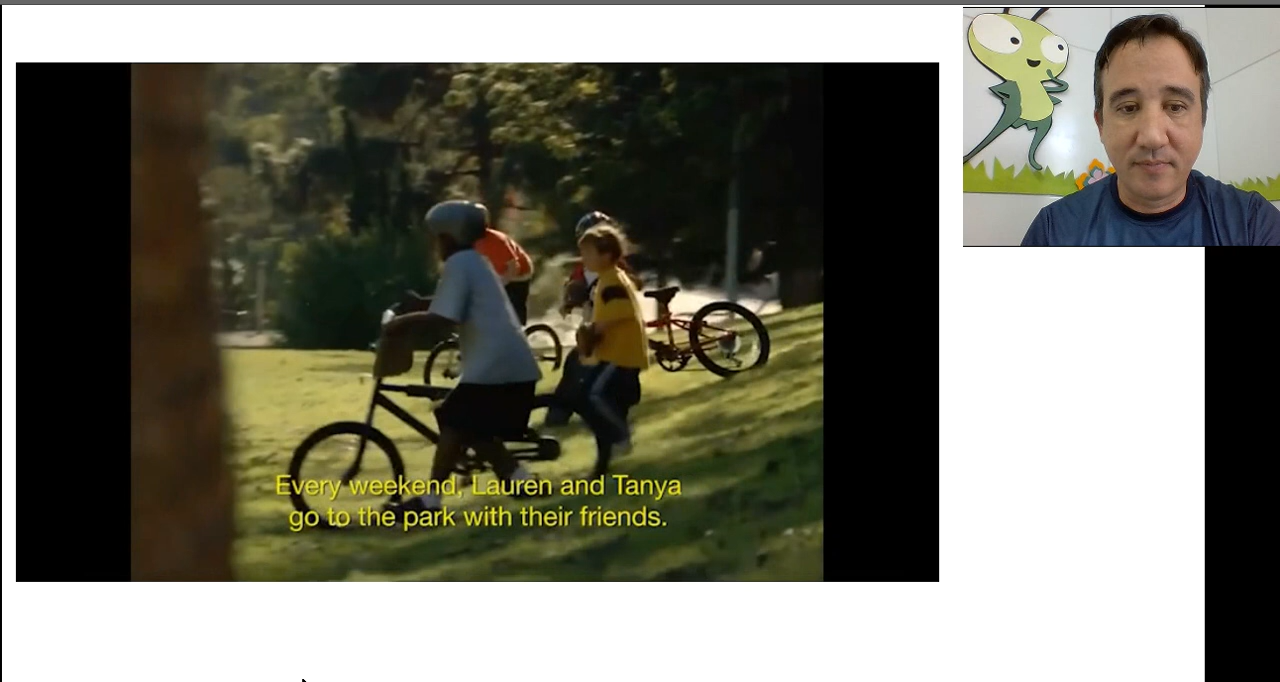 Every weekend, Lauren and Tanya
go to the park with their friends.